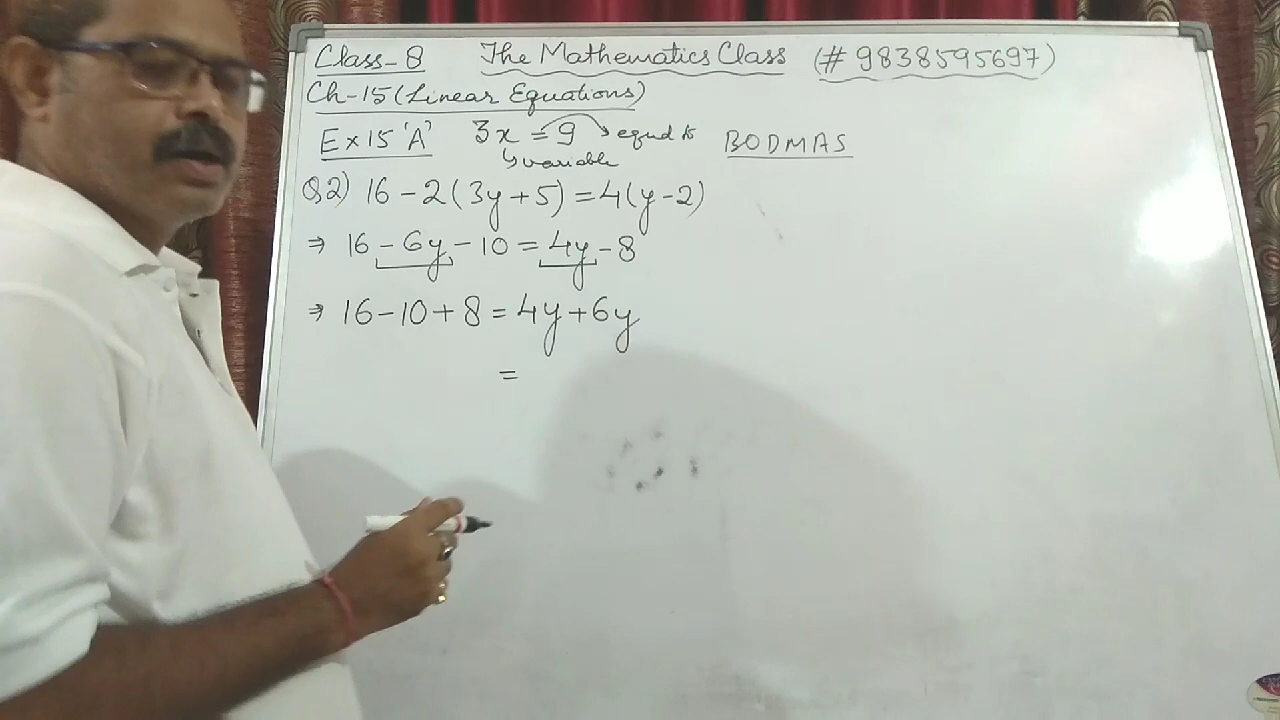 Class-8 The Mathematics Class (# 9838595697)
Ch-15 (Linear Equations)
Ex 15 'A' 3x = 9 → equal to BODMAS
↳ variable
Q2) 16 - 2(3y + 5) = 4(y - 2)
⇒ 16 - 6y - 10 = 4y - 8
⇒ 16 - 10 + 8 = 4y + 6y
=